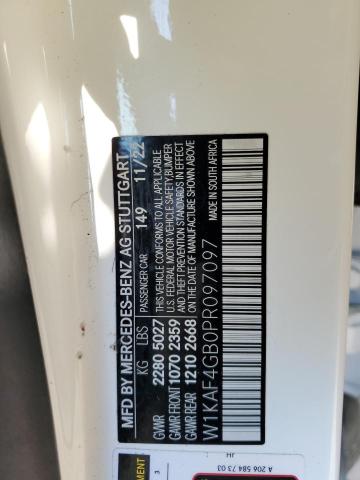 MFD BY MERCEDES-BENZ AG STUTTGART
PASSENGER CAR 149 11/22
KG LBS
GVWR 2280 5027
GAWR FRONT 1070 2359
GAWR REAR 1210 2668
THIS VEHICLE CONFORMS TO ALL APPLICABLE
U.S. FEDERAL MOTOR VEHICLE SAFETY, BUMPER
AND THEFT PREVENTION STANDARDS IN EFFECT
ON THE DATE OF MANUFACTURE SHOWN ABOVE
MADE IN SOUTH AFRICA
W1KAF4GB0PR097097
HL
A 206 584 73 03
3